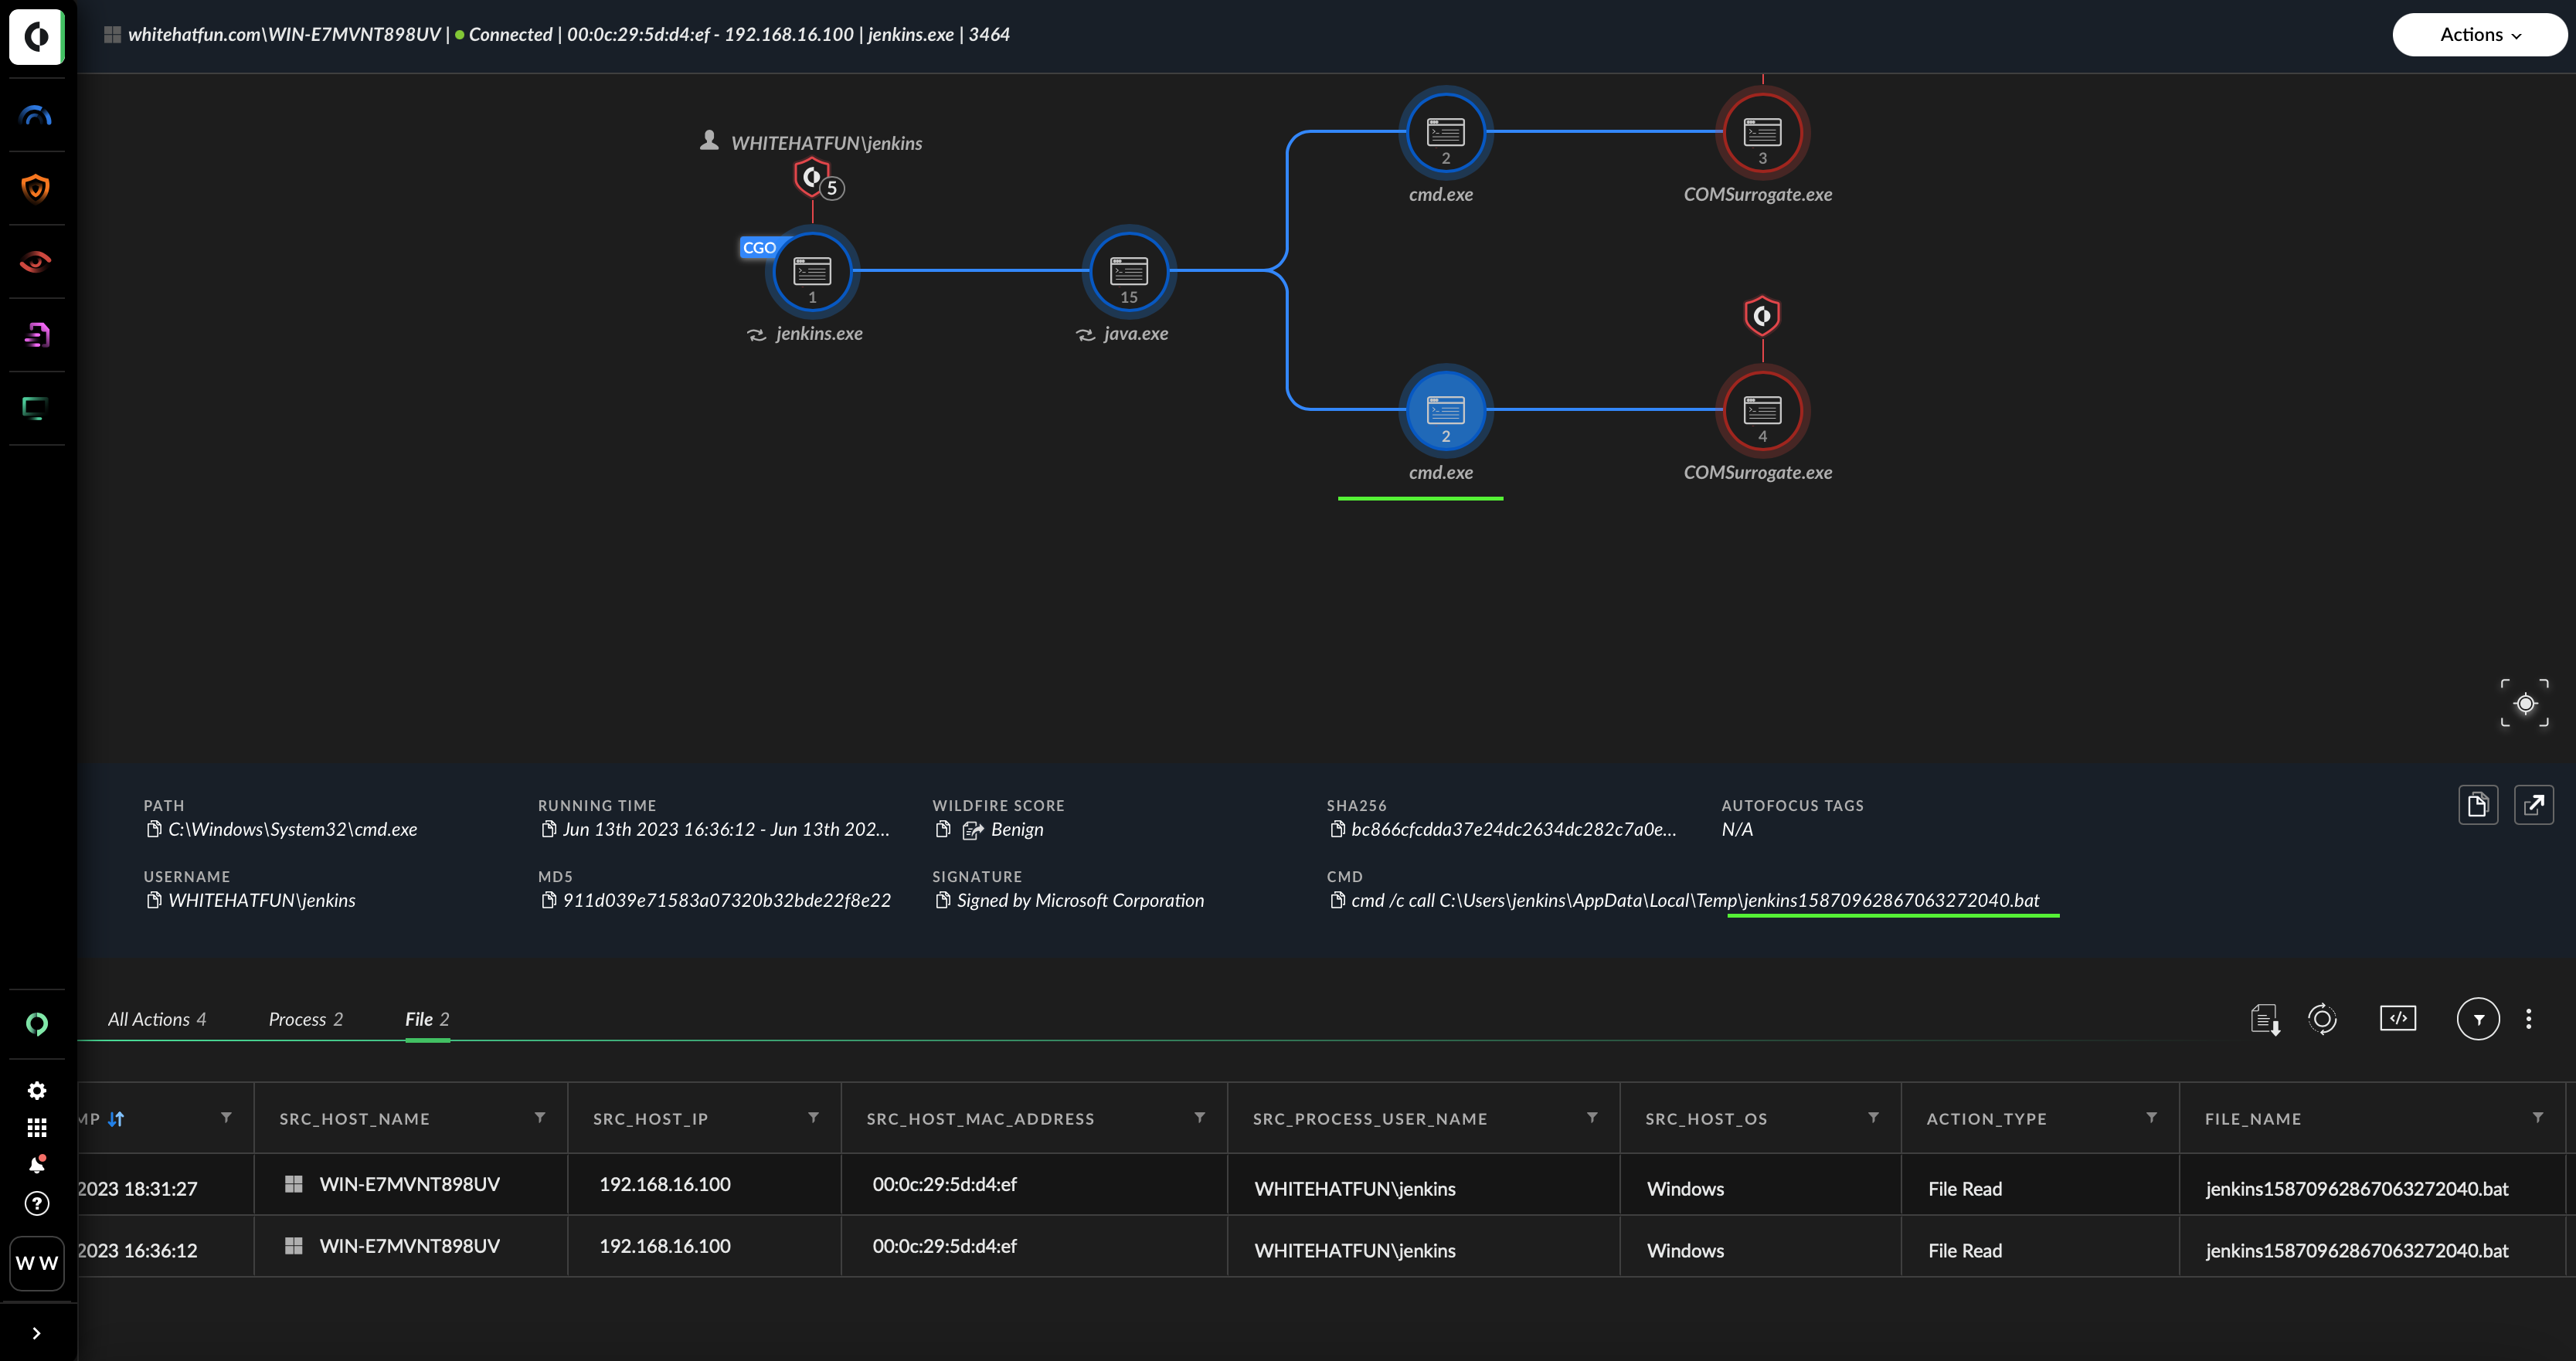 whitehatfun.com\WIN-E7MVNT898UV | Connected | 00:0c:29:5d:d4:ef - 192.168.16.100 | jenkins.exe | 3464
Actions
WHITEHATFUN\jenkins
5
CGO
1
jenkins.exe
15
java.exe
2
cmd.exe
3
COMSurrogate.exe
2
cmd.exe
4
COMSurrogate.exe
PATH
C:\Windows\System32\cmd.exe
RUNNING TIME
Jun 13th 2023 16:36:12 - Jun 13th 202...
WILDFIRE SCORE
Benign
SHA256
bc866cfcdda37e24dc2634dc282c7a0e...
AUTOFOCUS TAGS
N/A
USERNAME
WHITEHATFUN\jenkins
MD5
911d039e71583a07320b32bde22f8e22
SIGNATURE
Signed by Microsoft Corporation
CMD
cmd /c call C:\Users\jenkins\AppData\Local\Temp\jenkins15870962867063272040.bat
All Actions 4 Process 2 File 2
MP SRC_HOST_NAME SRC_HOST_IP SRC_HOST_MAC_ADDRESS SRC_PROCESS_USER_NAME SRC_HOST_OS ACTION_TYPE FILE_NAME
2023 18:31:27 WIN-E7MVNT898UV 192.168.16.100 00:0c:29:5d:d4:ef WHITEHATFUN\jenkins Windows File Read jenkins15870962867063272040.bat
2023 16:36:12 WIN-E7MVNT898UV 192.168.16.100 00:0c:29:5d:d4:ef WHITEHATFUN\jenkins Windows File Read jenkins15870962867063272040.bat
W W